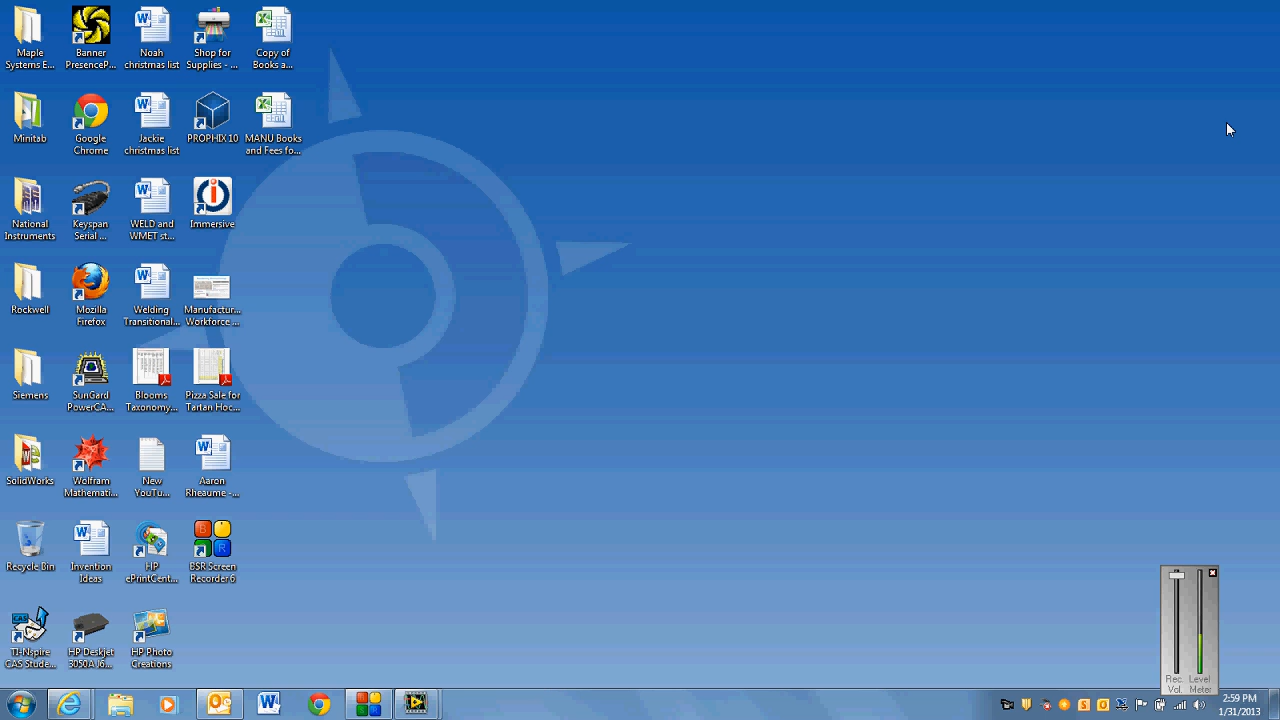 Maple
Systems E...
Banner
PresenceP...
Noah
christmas list
Shop for
Supplies - ...
Copy of
Books a...
Minitab
Google
Chrome
Jackie
christmas list
PROPHIX 10
MANU Books
and Fees fo...
National
Instruments
Keyspan
Serial ...
WELD and
WMET st...
Immersive
Rockwell
Mozilla
Firefox
Welding
Transitional...
Manufactur...
Workforce ...
Siemens
SunGard
PowerCA...
Blooms
Taxonomy...
Pizza Sale for
Tartan Hoc...
SolidWorks
Wolfram
Mathemati...
New
YouTu...
Aaron
Rheaume -...
Recycle Bin
Invention
Ideas
HP
ePrintCent...
BSR Screen
Recorder 6
TI-Nspire
CAS Stude...
HP Deskjet
3050A J6...
HP Photo
Creations
Rec. Level
Vol. Meter
2:59 PM
1/31/2013